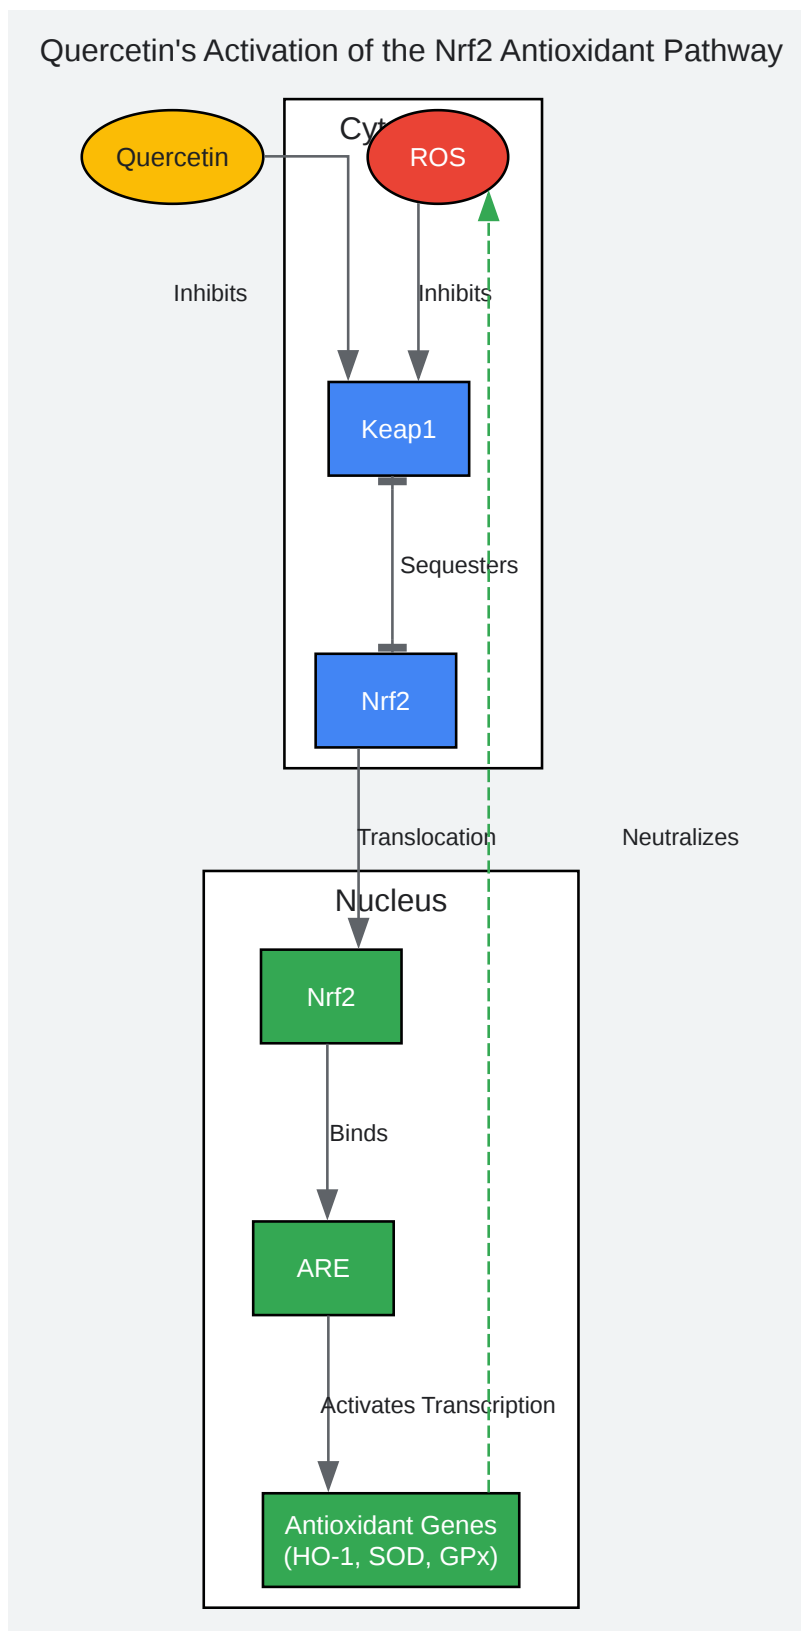 Quercetin's Activation of the Nrf2 Antioxidant Pathway
Quercetin
ROS
Inhibits
Inhibits
Keap1
Sequesters
Nrf2
Translocation
Neutralizes
Nucleus
Nrf2
Binds
ARE
Activates Transcription
Antioxidant Genes
(HO-1, SOD, GPx)